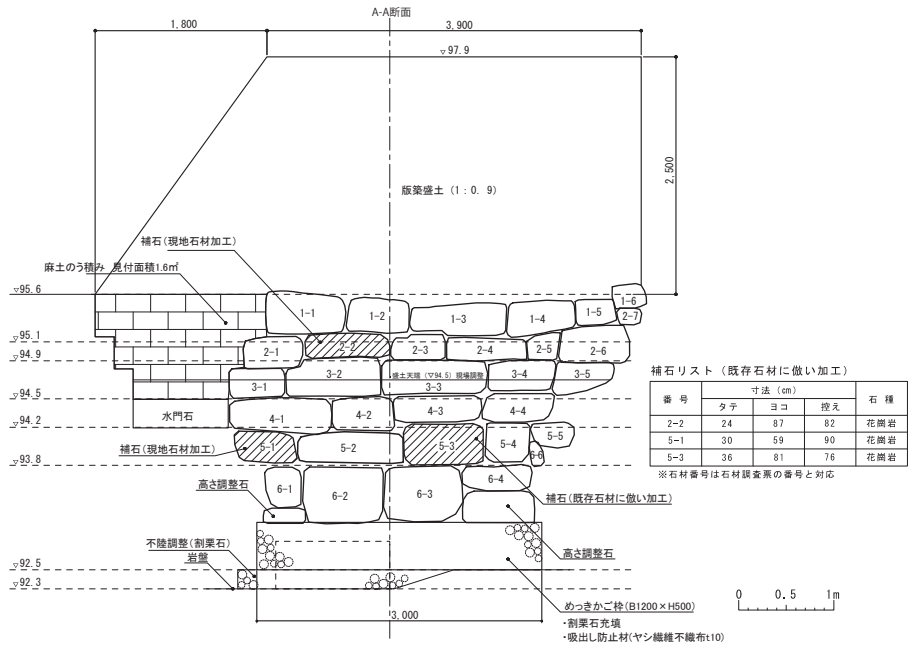 A-A断面
1,800
3,900
▽97.9
2,500
版築盛土（1：0.9）
補石（現地石材加工）
麻土のう積み 見付面積1.6㎡
▽95.6
1-1
1-2
1-3
1-4
1-5
1-6
2-7
▽95.1
2-1
2-2
2-3
2-4
2-5
2-6
▽94.9
3-1
3-2
盛土天端（▽94.5）現場調整
3-3
3-4
3-5
▽94.5
水門石
4-1
4-2
4-3
4-4
▽94.2
補石（現地石材加工）
5-1
5-2
5-3
5-4
5-5
6-6
▽93.8
高さ調整石
6-1
6-2
6-3
6-4
補石（既存石材に倣い加工）
不陸調整（割栗石）
岩盤
高さ調整石
▽92.5
▽92.3
3,000
めっきかご枠（B1200×H500）
・割栗石充填
・吸出し防止材（ヤシ繊維不織布t10）
補石リスト（既存石材に倣い加工）
番 号 寸法（㎝） 石 種
タテ ヨコ 控え
2-2 24 87 82 花崗岩
5-1 30 59 90 花崗岩
5-3 36 81 76 花崗岩
※石材番号は石材調査票の番号と対応
0 0.5 1m